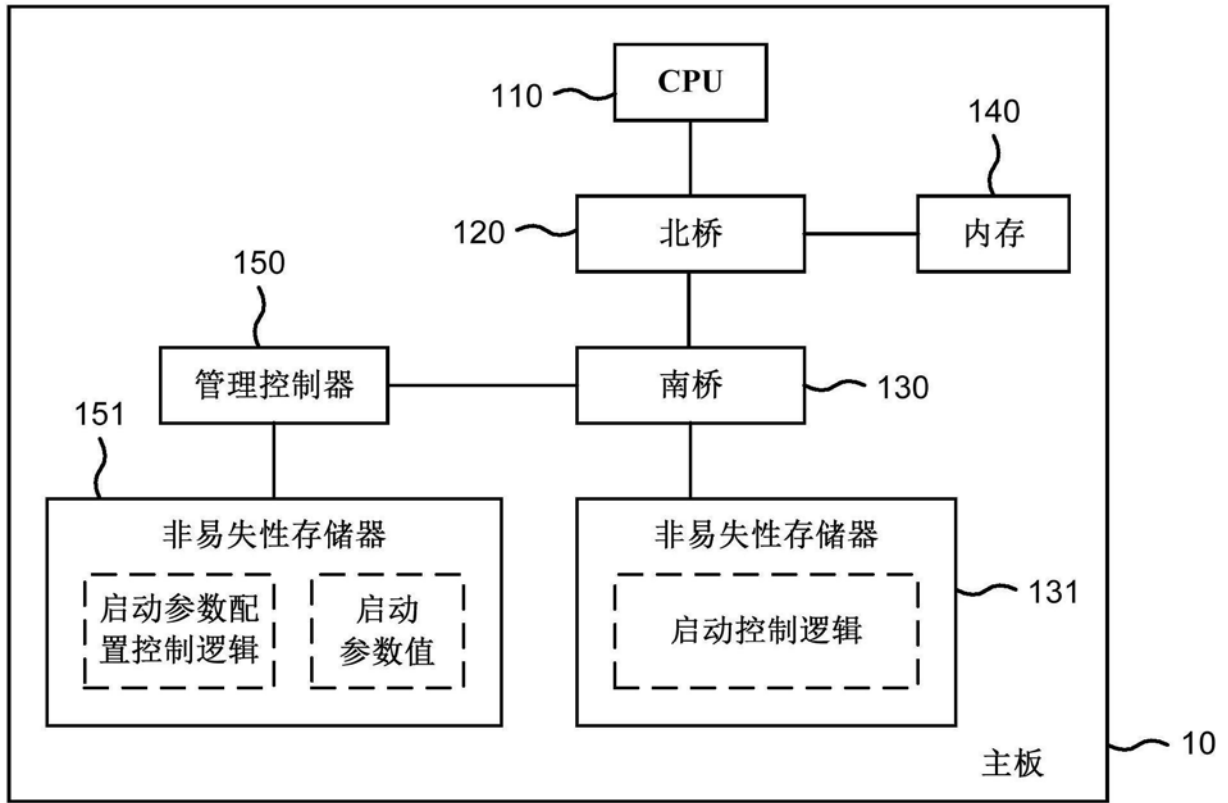 CPU
110
140
120
北桥
内存
150
管理控制器
南桥
130
151
非易失性存储器
启动参数配
置控制逻辑
启动
参数值
非易失性存储器
启动控制逻辑
131
主板
10